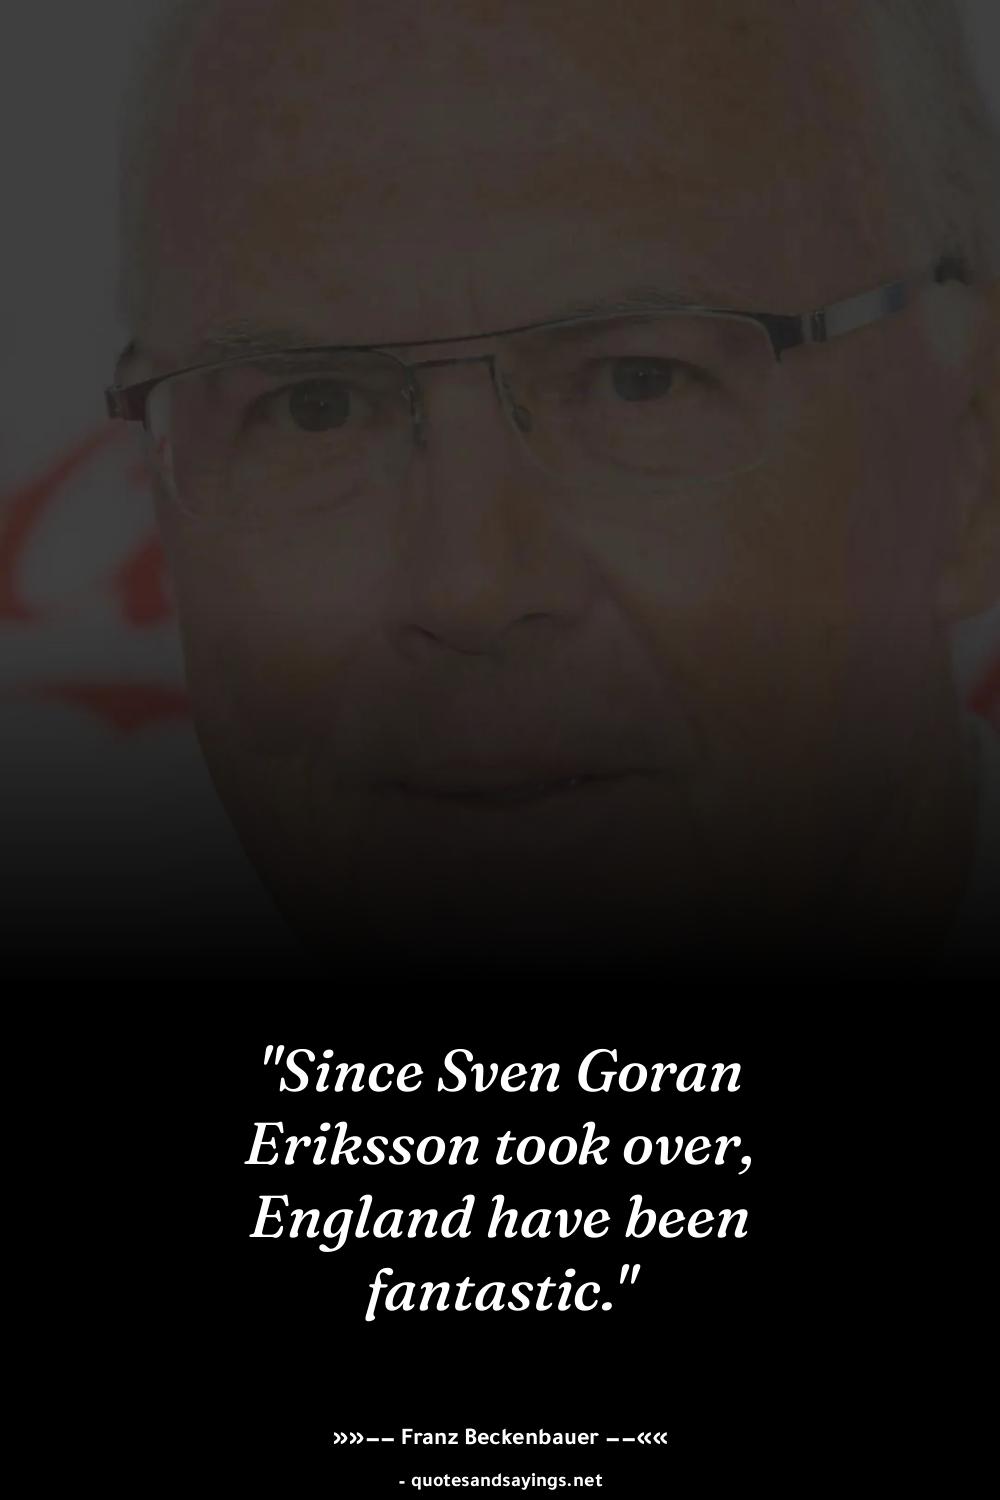 "Since Sven Goran
Eriksson took over,
England have been
fantastic."
»»—— Franz Beckenbauer ——««
- quotesandsayings.net